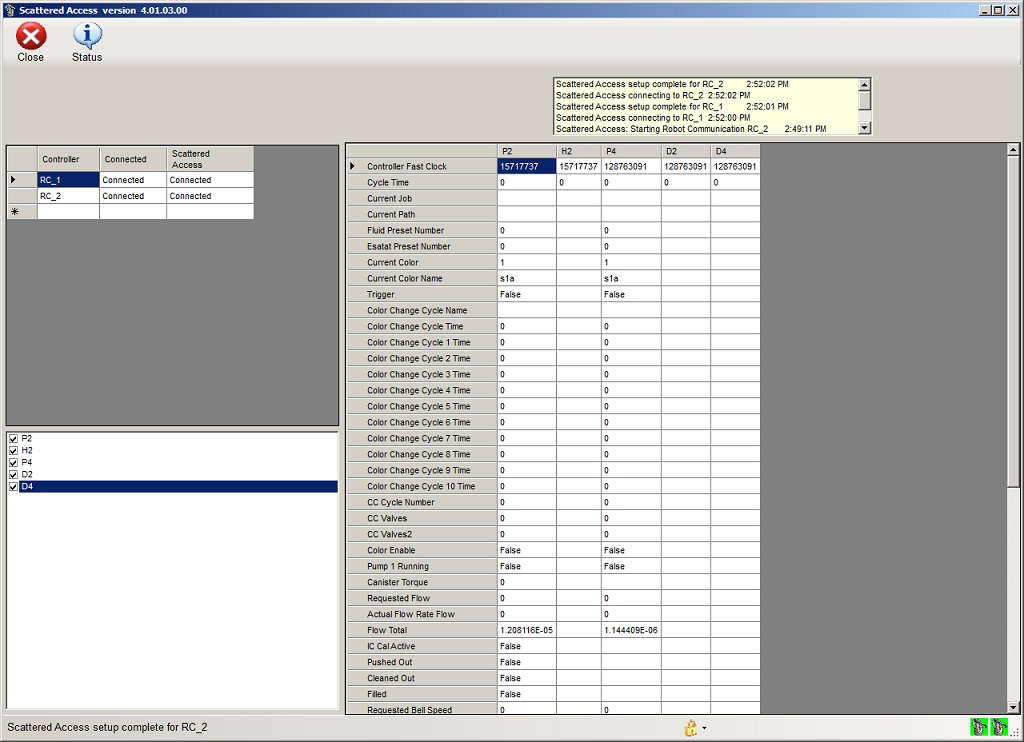 Scattered Access version 4.01.03.00
Close Status
Scattered Access setup complete for RC_2 2:52:02 PM
Scattered Access connecting to RC_2 2:52:02 PM
Scattered Access setup complete for RC_1 2:52:01 PM
Scattered Access connecting to RC_1 2:52:00 PM
Scattered Access: Starting Robot Communication RC_2 2:49:11 PM
Controller Connected Scattered
Access
RC_1 Connected Connected
RC_2 Connected Connected
P2
H2
P4
D2
D4
P2 H2 P4 D2 D4
Controller Fast Clock 15717737 15717737 128763091 128763091 128763091
Cycle Time 0 0 0 0 0
Current Job
Current Path
Fluid Preset Number 0 0
Esatat Preset Number 0 0
Current Color 1 1
Current Color Name s1a s1a
Trigger False False
Color Change Cycle Name
Color Change Cycle Time 0 0
Color Change Cycle 1 Time 0 0
Color Change Cycle 2 Time 0 0
Color Change Cycle 3 Time 0 0
Color Change Cycle 4 Time 0 0
Color Change Cycle 5 Time 0 0
Color Change Cycle 6 Time 0 0
Color Change Cycle 7 Time 0 0
Color Change Cycle 8 Time 0 0
Color Change Cycle 9 Time 0 0
Color Change Cycle 10 Time 0 0
CC Cycle Number 0 0
CC Valves 0 0
CC Valves2 0 0
Color Enable False False
Pump 1 Running False False
Canister Torque 0
Requested Flow 0 0
Actual Flow Rate Flow 0 0
Flow Total 1.208116E-05 1.144409E-06
IC Cal Active False
Pushed Out False
Cleaned Out False
Filled False
Requested Bell Speed 0 0
Scattered Access setup complete for RC_2